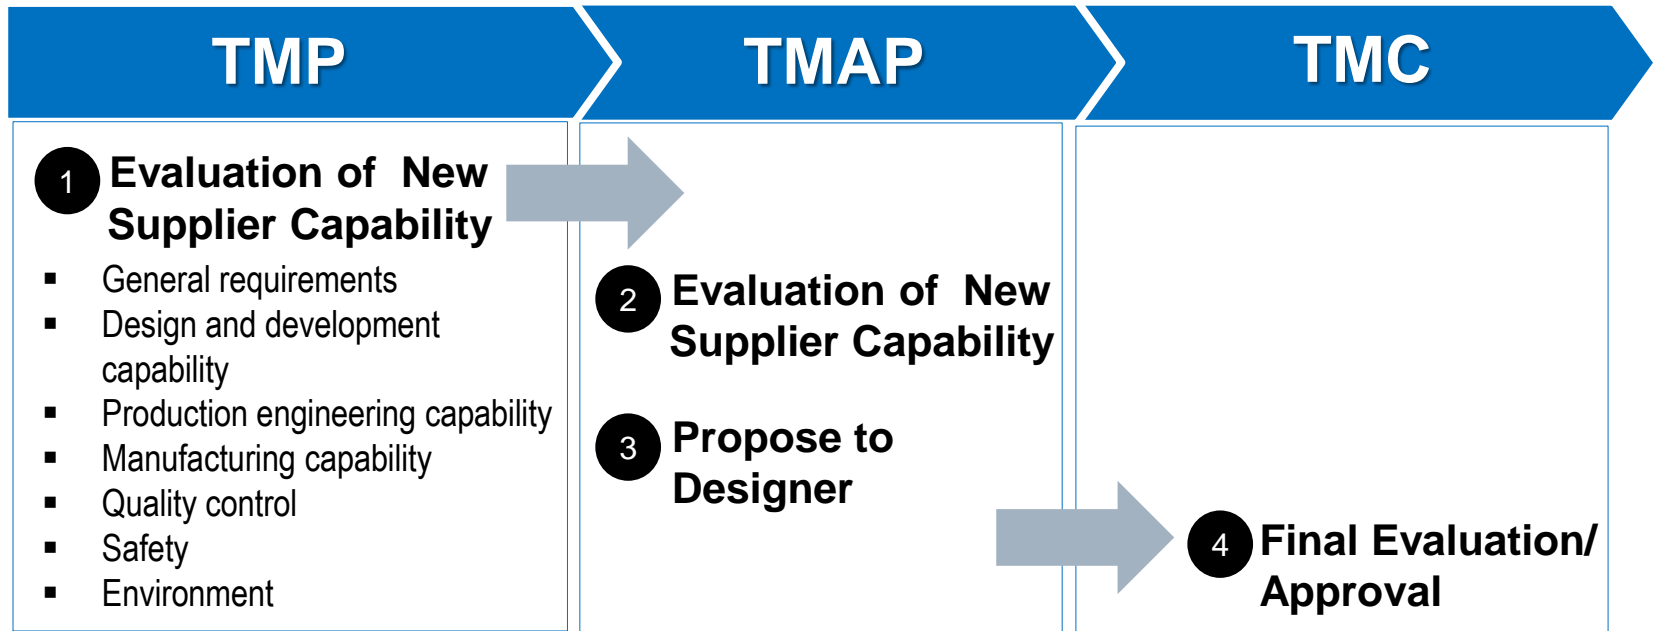 TMP
TMAP
TMC
1
Evaluation of New
Supplier Capability
▪ General requirements
▪ Design and development
capability
▪ Production engineering capability
▪ Manufacturing capability
▪ Quality control
▪ Safety
▪ Environment
2
Evaluation of New
Supplier Capability
3
Propose to
Designer
4
Final Evaluation/
Approval